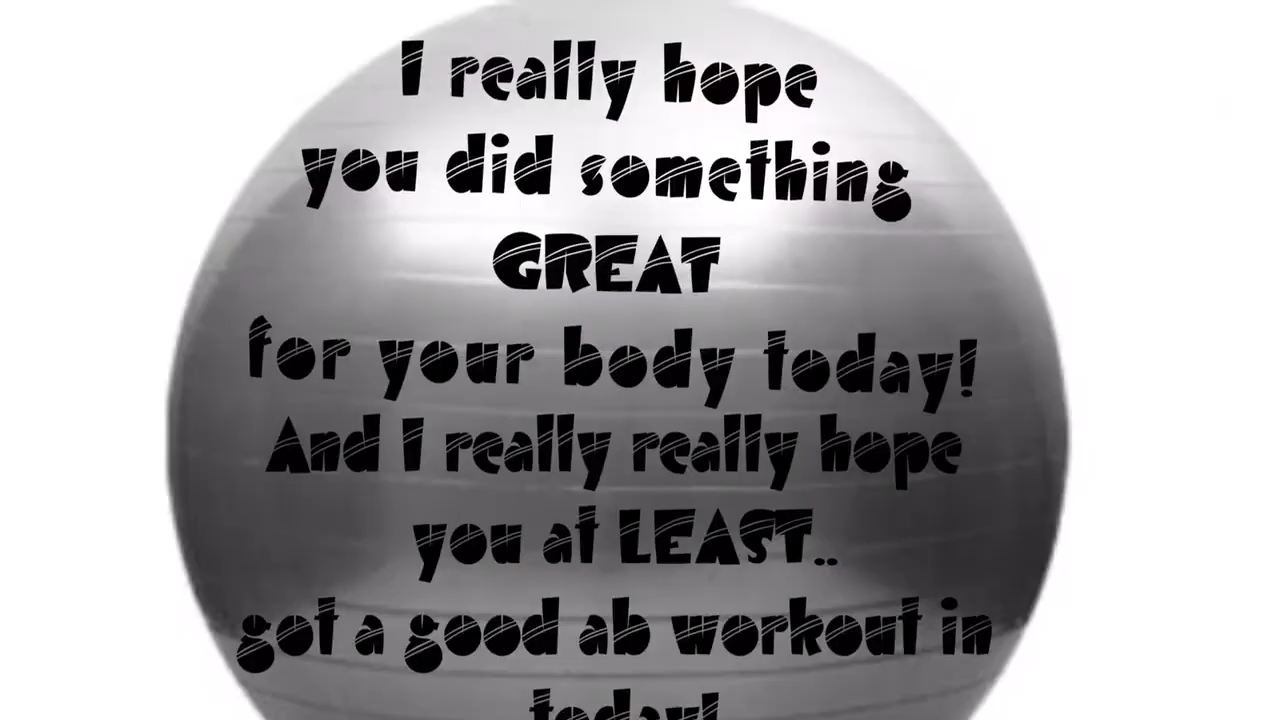 I really hope
you did something
GREAT
for your body today!
And I really really hope
you at LEAST..
got a good ab workout in
today!